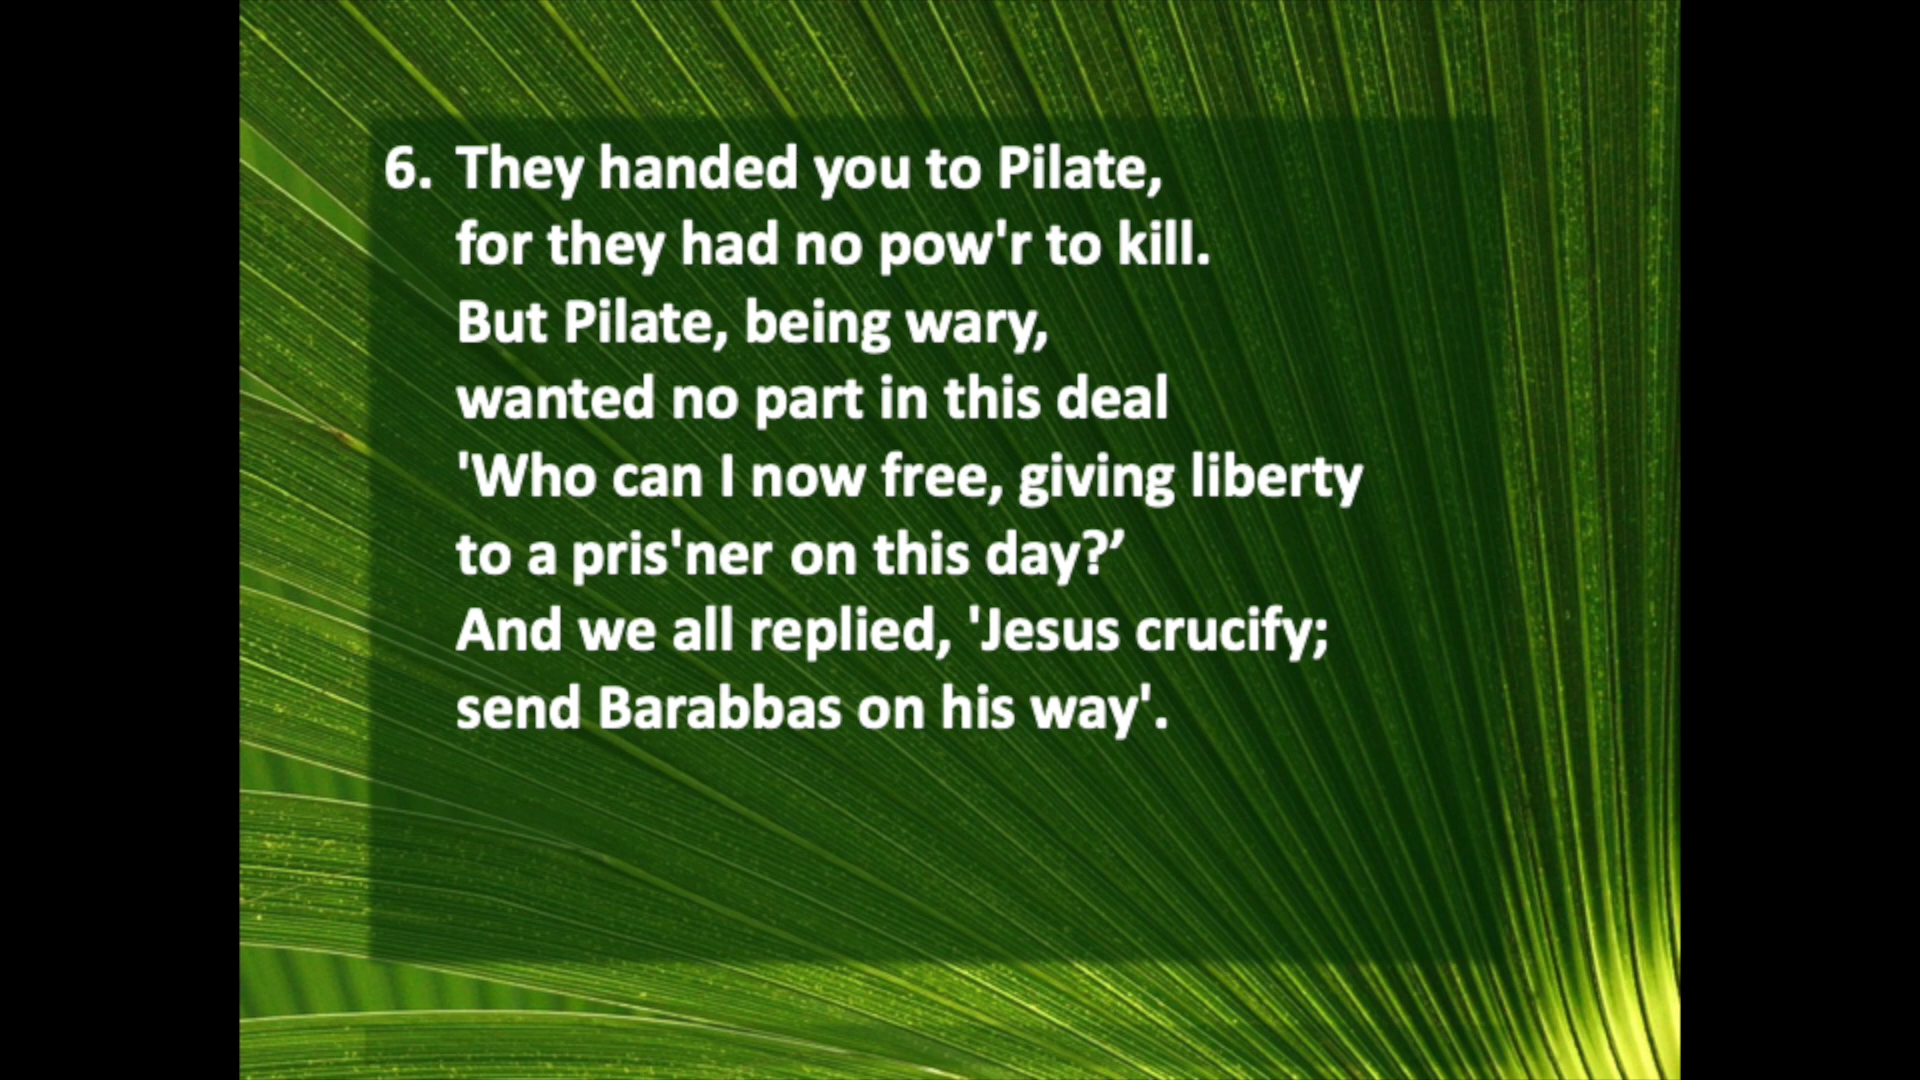 6. They handed you to Pilate,
for they had no pow'r to kill.
But Pilate, being wary,
wanted no part in this deal
'Who can I now free, giving liberty
to a pris'ner on this day?’
And we all replied, 'Jesus crucify;
send Barabbas on his way'.